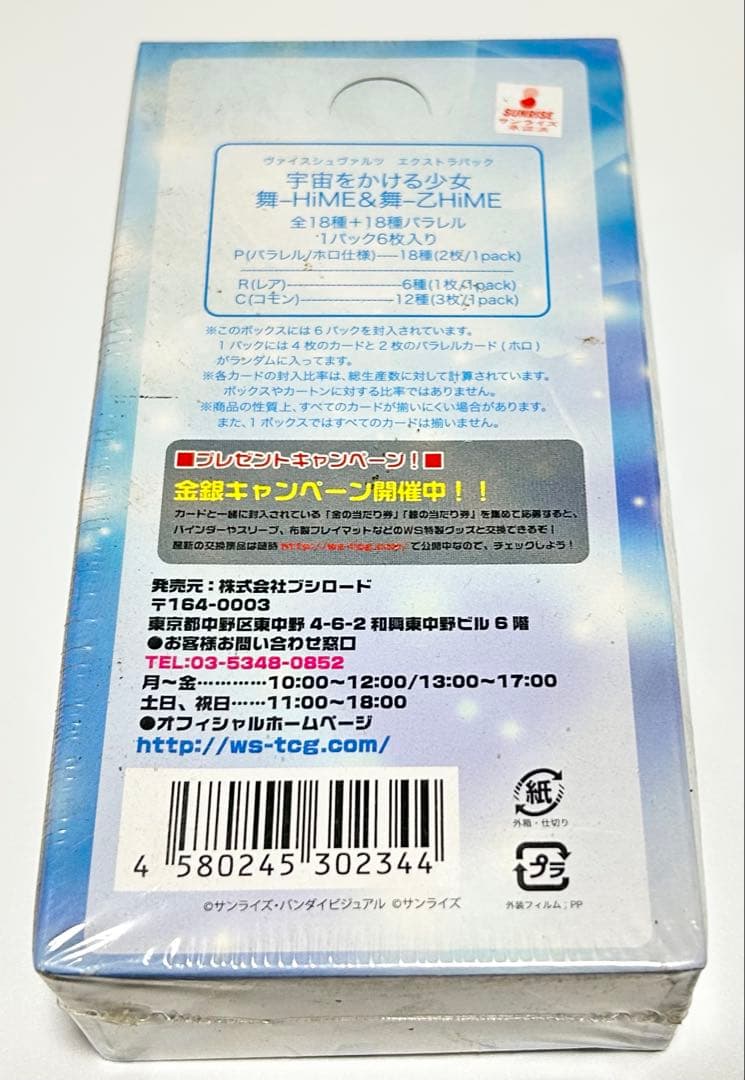 SUNRISE
サンライズ
承認済
ヴァイスシュヴァルツ エクストラパック
宇宙をかける少女
舞-HiME&舞-乙HiME
全18種+18種パラレル
1パック6枚入り
P(パラレル/ホロ仕様)----18種(2枚/1pack)
R(レア)--------------------6種(1枚/1pack)
C(コモン)------------------12種(3枚/1pack)
※このボックスには6パックを封入されています。
1パックには4枚のカードと2枚のパラレルカード(ホロ)
がランダムに入ってます。
※各カードの封入比率は、総生産数に対して計算されています。
ボックスやカートンに対する比率ではありません。
※商品の性質上、すべてのカードが揃いにくい場合があります。
また、1ボックスではすべてのカードは揃いません。
■プレゼントキャンペーン!■
金銀キャンペーン開催中!!
カードと一緒に封入されている「金の当たり券」「銀の当たり券」を集めて応募すると、
バインダーやスリーブ、布製プレイマットなどのWS特製グッズと交換できるぞ!
最新の交換景品は随時 http://ws-tcg.com/ で公開中なので、チェックしよう!
発売元:株式会社ブシロード
〒164-0003
東京都中野区東中野4-6-2 和興東中野ビル6階
●お客様お問い合わせ窓口
TEL:03-5348-0852
月~金…………10:00~12:00/13:00~17:00
土日、祝日……11:00~18:00
●オフィシャルホームページ
http://ws-tcg.com/
4 580245 302344
紙
外箱・仕切り
プラ
外装フィルム:PP
©サンライズ・バンダイビジュアル ©サンライズ